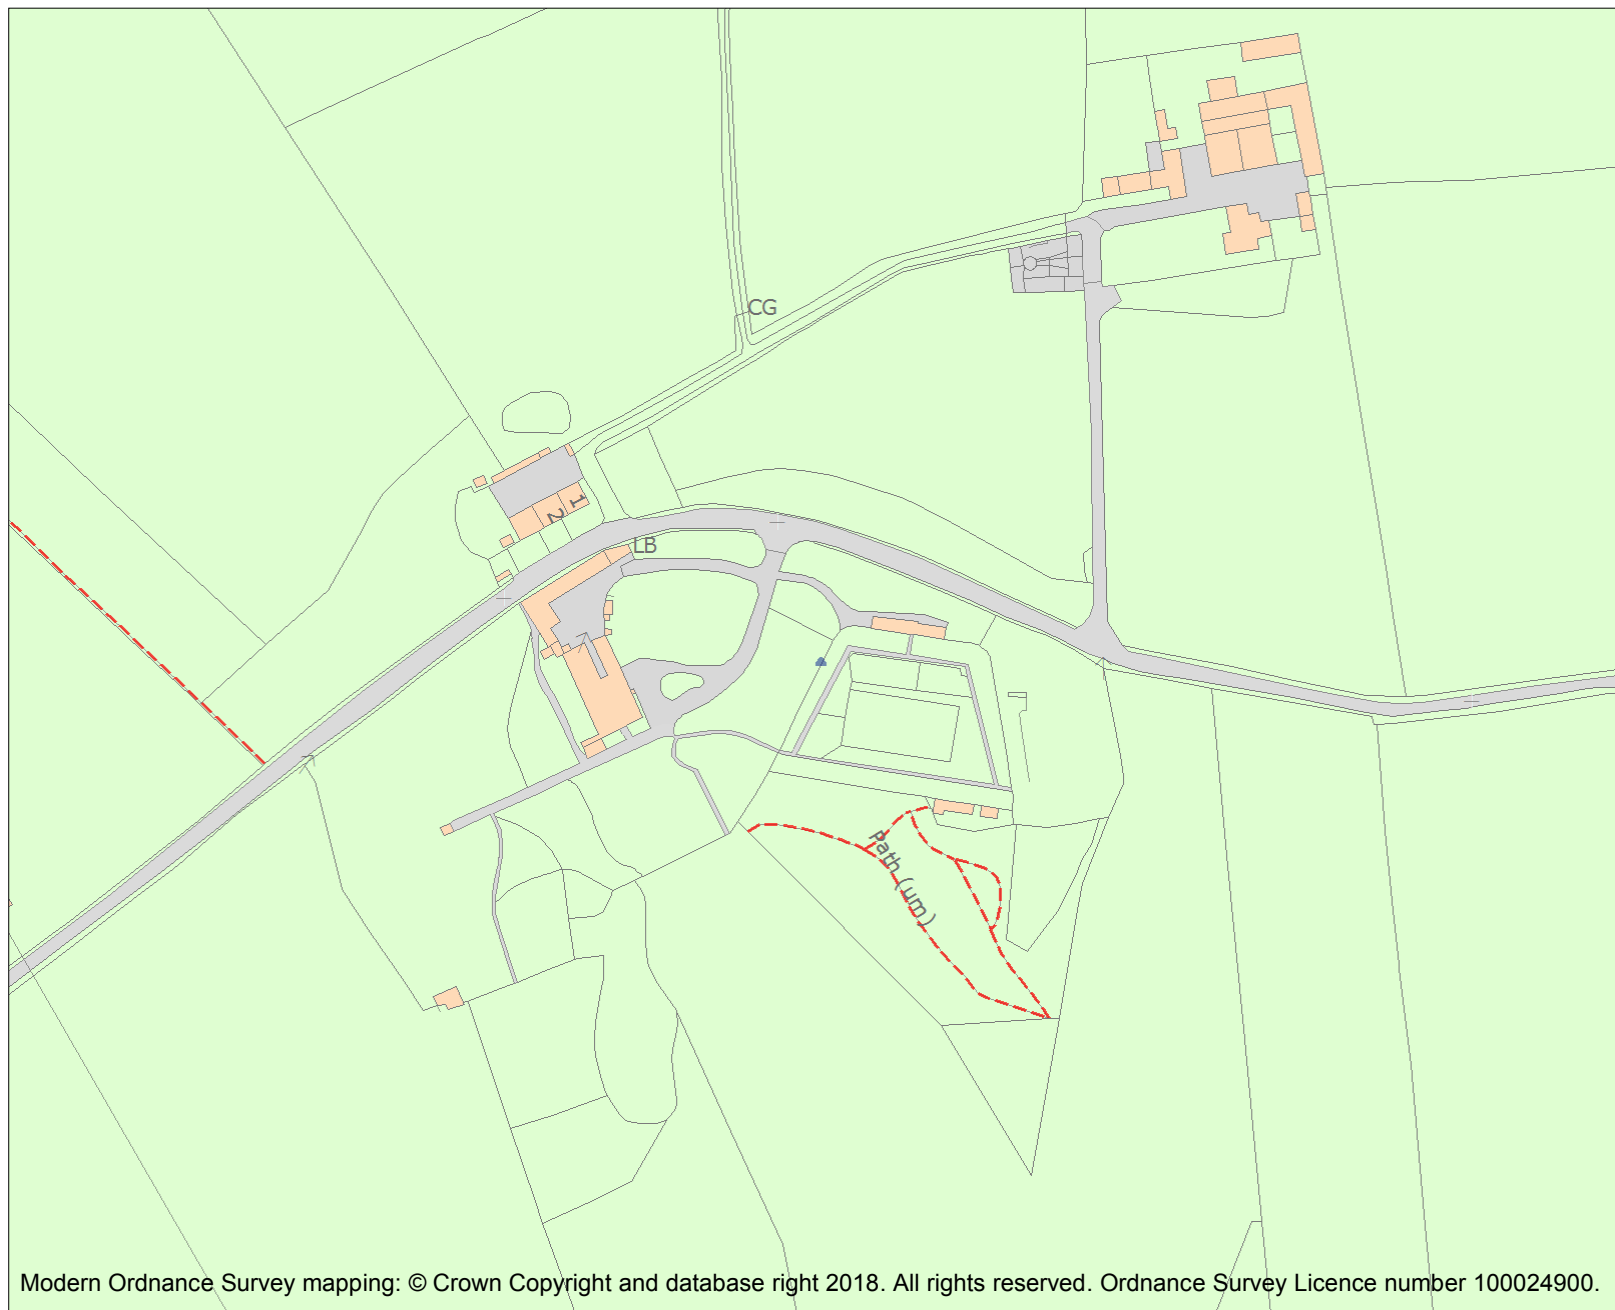 CG
1
2
LB
Path (um)
Modern Ordnance Survey mapping: © Crown Copyright and database right 2018. All rights reserved. Ordnance Survey Licence number 100024900.